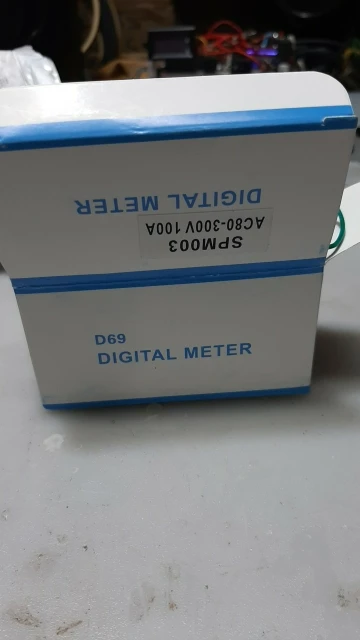 DIGITAL METER
SPM003
AC80-300V 100A
D69
DIGITAL METER